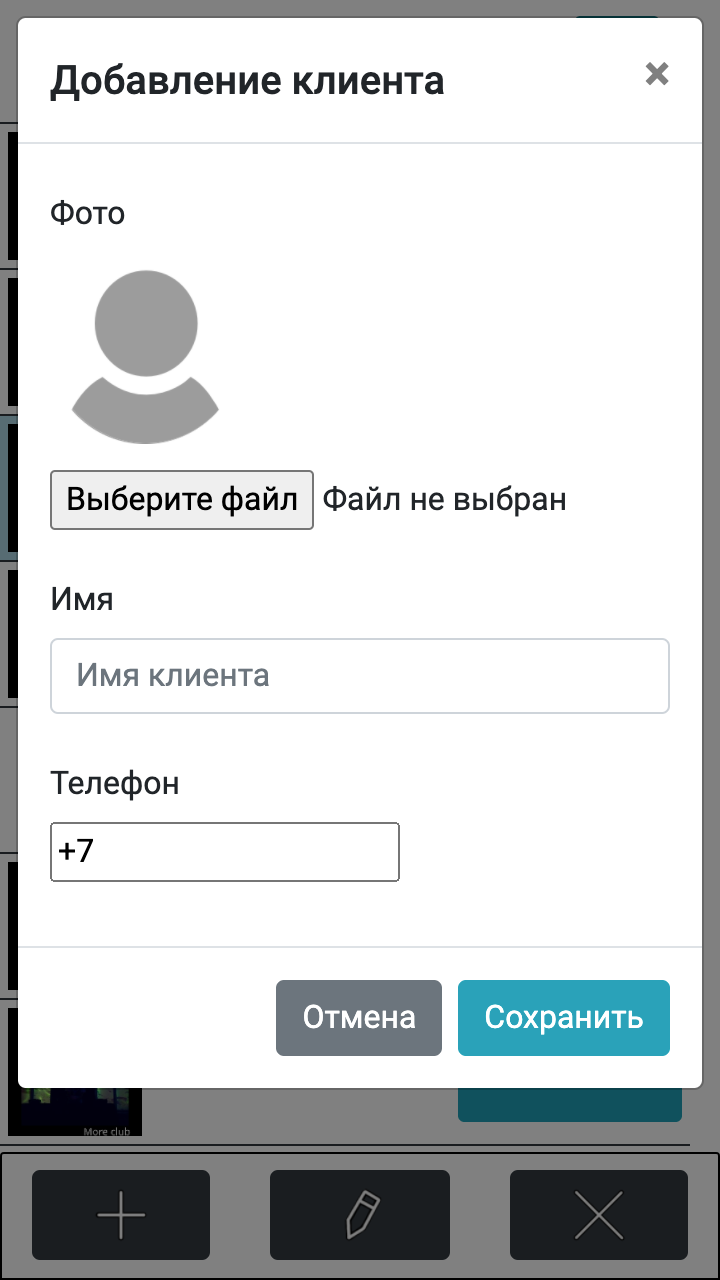 Добавление клиента
×
Фото
Выберите файл Файл не выбран
Имя
Имя клиента
Телефон
+7
Отмена Сохранить
More club